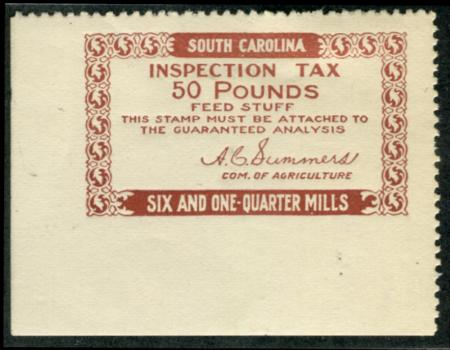 SOUTH CAROLINA
INSPECTION TAX
50 POUNDS
FEED STUFF
THIS STAMP MUST BE ATTACHED TO
THE GUARANTEED ANALYSIS
A.C. Summers
COM. OF AGRICULTURE
SIX AND ONE-QUARTER MILLS